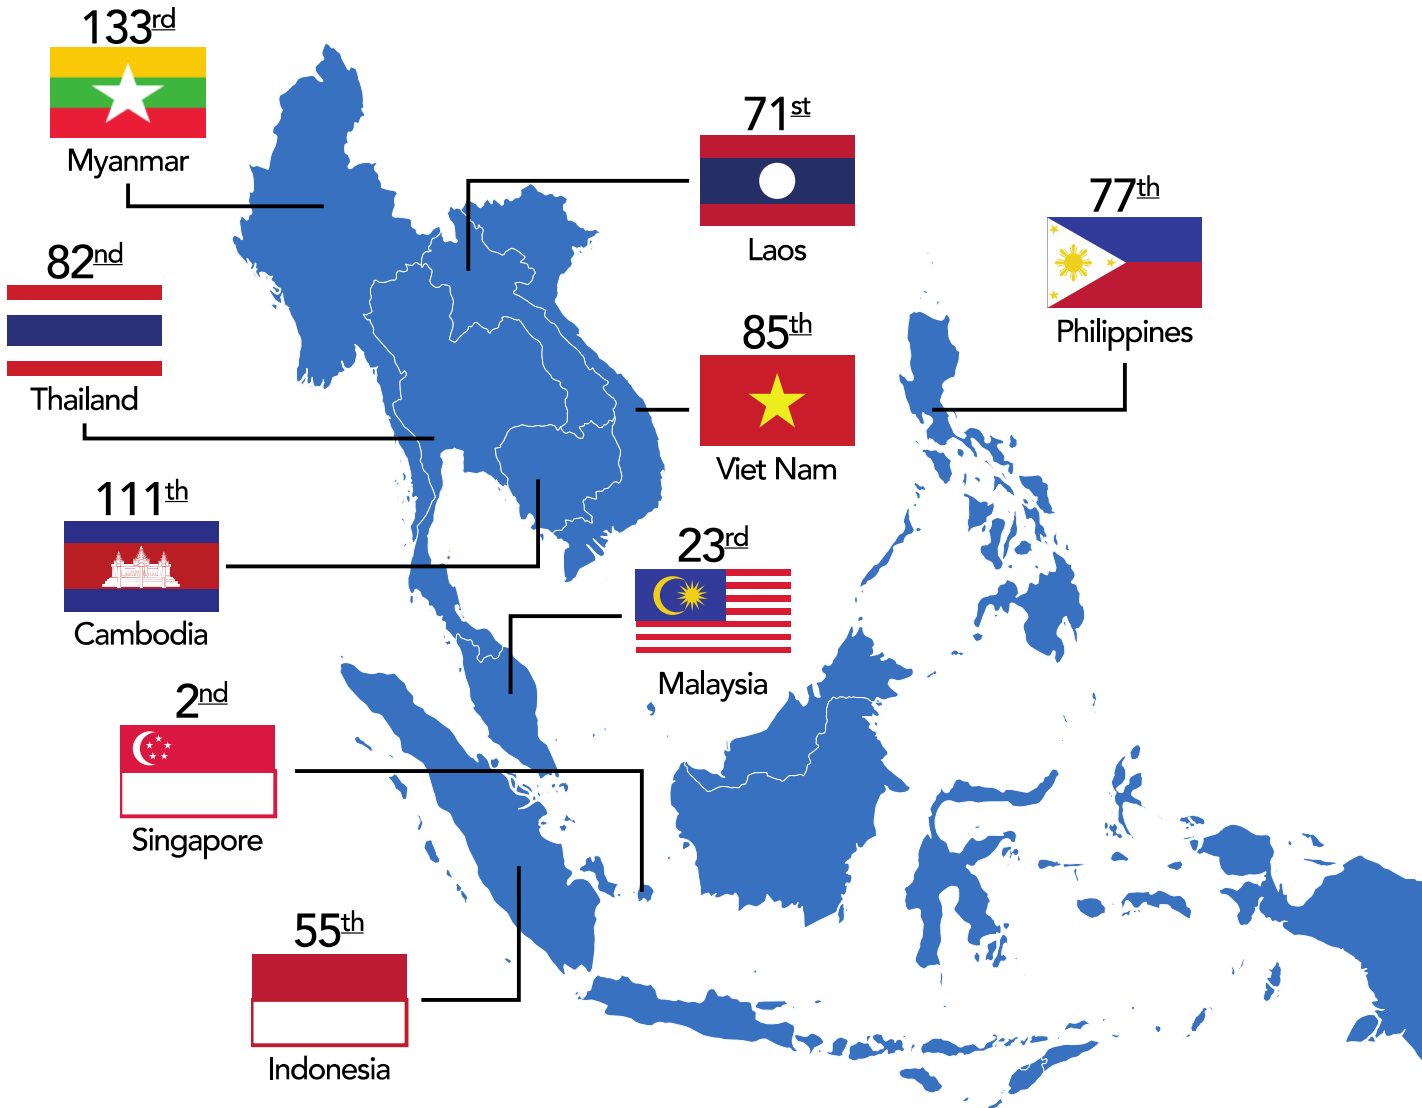 133rd
Myanmar
71st
Laos
77th
Philippines
82nd
Thailand
85th
Viet Nam
111th
Cambodia
23rd
Malaysia
2nd
Singapore
55th
Indonesia